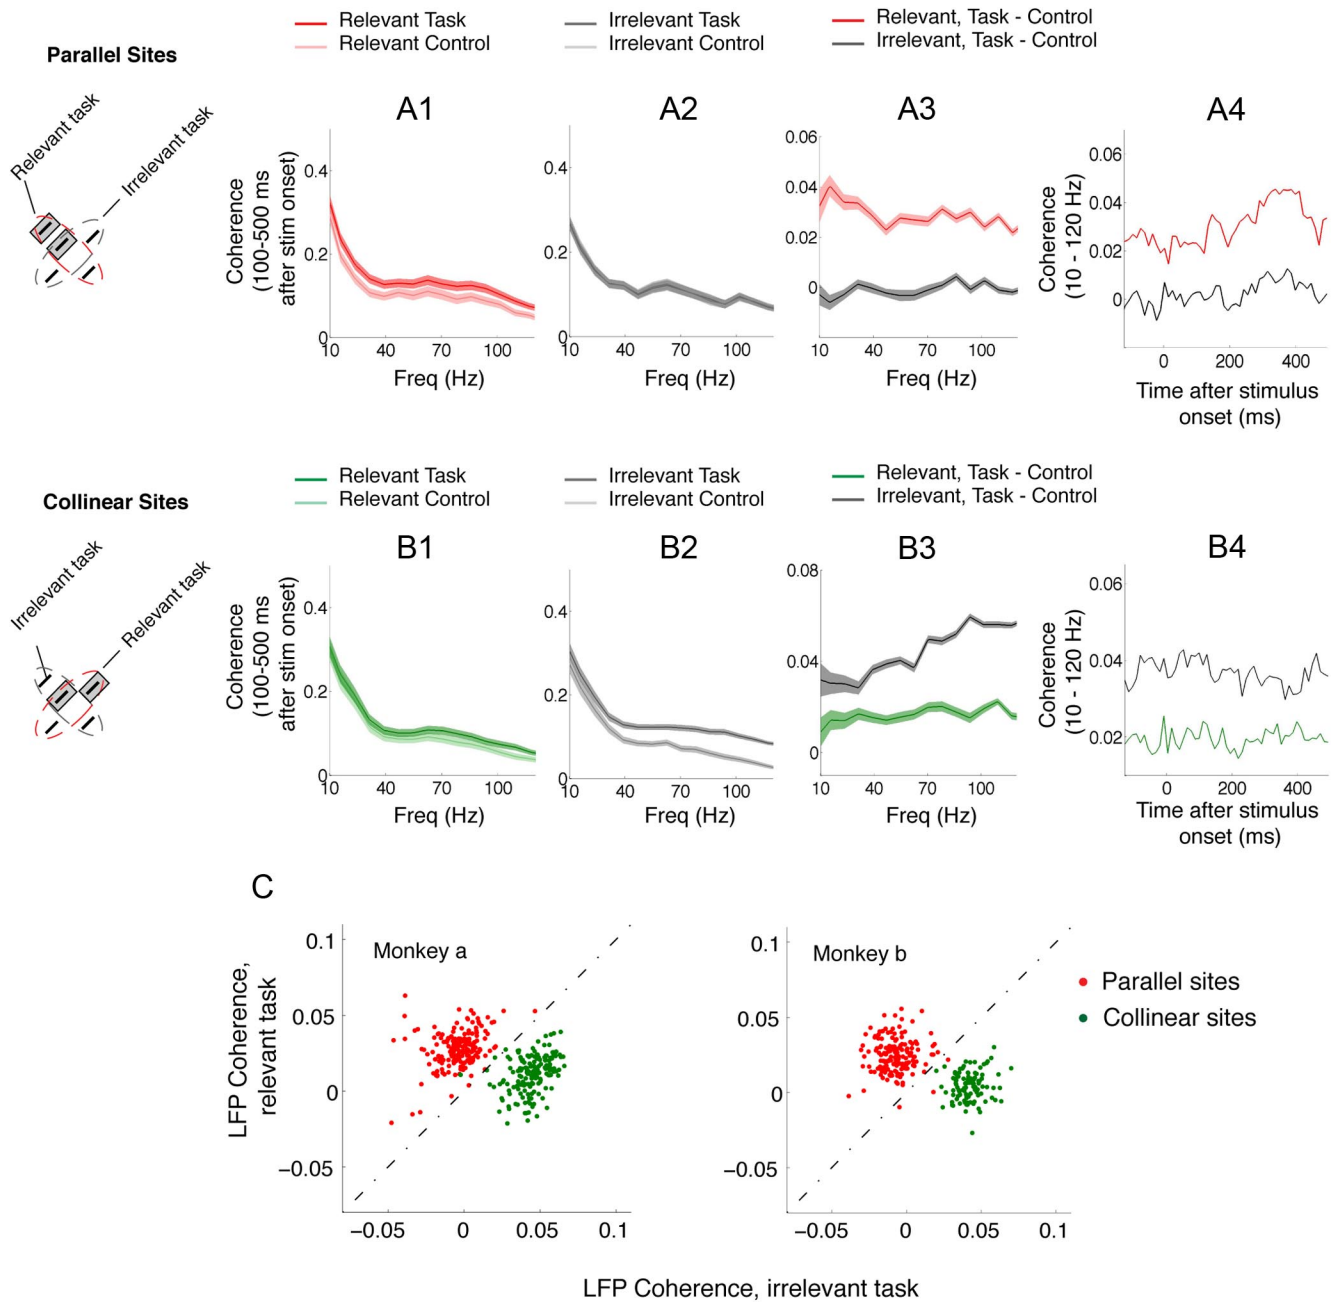 Relevant Task
Relevant Control
Irrelevant Task
Irrelevant Control
Relevant, Task - Control
Irrelevant, Task - Control
Parallel Sites
Relevant task
Irrelevant task
A1
A2
A3
A4
Coherence
(100-500 ms
after stim onset)
0.4
0.2
0
10 40 70 100
Freq (Hz)
0.4
0.2
0
10 40 70 100
Freq (Hz)
0.06
0.04
0.02
0
10 40 70 100
Freq (Hz)
Coherence
(10 - 120 Hz)
0.06
0.04
0.02
0
0 200 400
Time after stimulus
onset (ms)
Relevant Task
Relevant Control
Irrelevant Task
Irrelevant Control
Relevant, Task - Control
Irrelevant, Task - Control
Collinear Sites
Irrelevant task
Relevant task
B1
B2
B3
B4
Coherence
(100-500 ms
after stim onset)
0.4
0.2
0
10 40 70 100
Freq (Hz)
0.4
0.2
0
10 40 70 100
Freq (Hz)
0.08
0.04
0
10 40 70 100
Freq (Hz)
Coherence
(10 - 120 Hz)
0.06
0.04
0.02
0 200 400
Time after stimulus
onset (ms)
C
LFP Coherence,
relevant task
Monkey a
0.1
0.05
0
−0.05
−0.05 0 0.05 0.1
Monkey b
0.1
0.05
0
−0.05
−0.05 0 0.05 0.1
Parallel sites
Collinear sites
LFP Coherence, irrelevant task